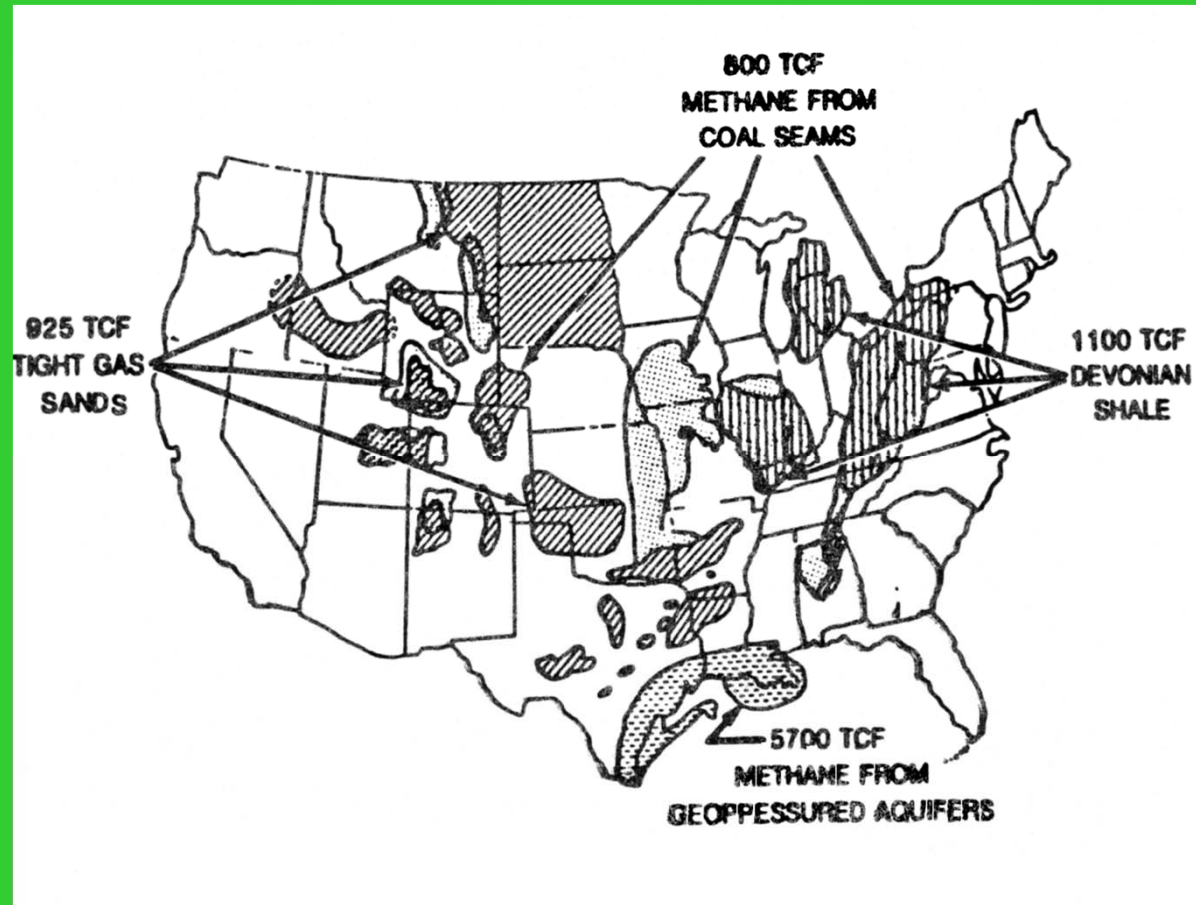 800 TCF
METHANE FROM
COAL SEAMS
925 TCF
TIGHT GAS
SANDS
1100 TCF
DEVONIAN
SHALE
5700 TCF
METHANE FROM
GEOPPESSURED AQUIFERS